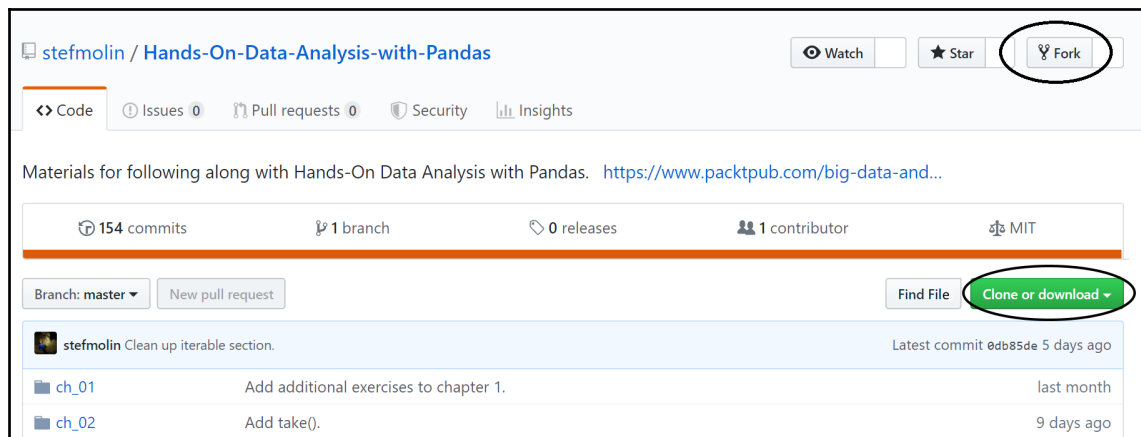 stefmolin / Hands-On-Data-Analysis-with-Pandas Watch Star Fork
Code Issues 0 Pull requests 0 Security Insights
Materials for following along with Hands-On Data Analysis with Pandas. https://www.packtpub.com/big-data-and...
154 commits 1 branch 0 releases 1 contributor MIT
Branch: master New pull request Find File Clone or download
stefmolin Clean up iterable section. Latest commit 0db85de 5 days ago
ch_01 Add additional exercises to chapter 1. last month
ch_02 Add take(). 9 days ago